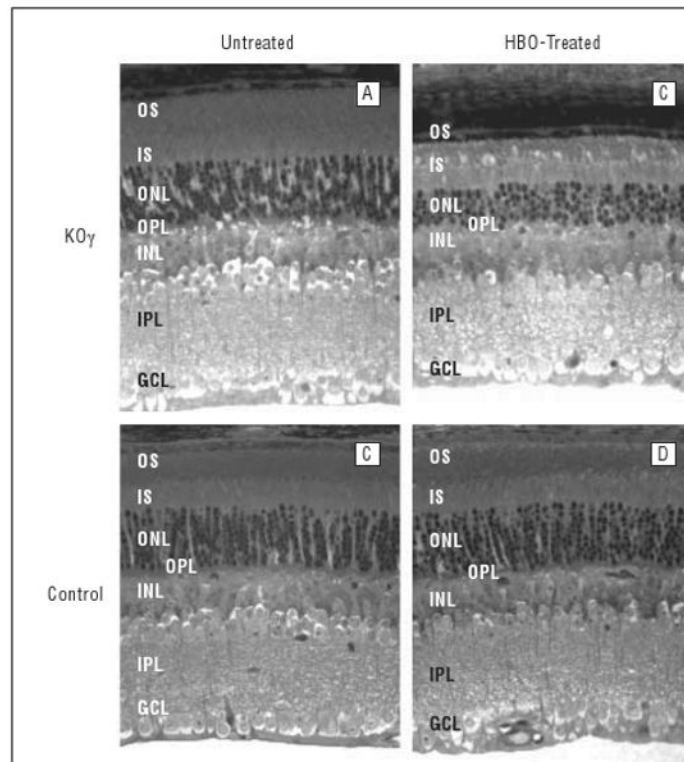 Untreated
HBO-Treated
KOγ
A
OS
IS
ONL
OPL
INL
IPL
GCL
C
OS
IS
ONL
OPL
INL
IPL
GCL
Control
C
OS
IS
ONL
OPL
INL
IPL
GCL
D
OS
IS
ONL
OPL
INL
IPL
GCL